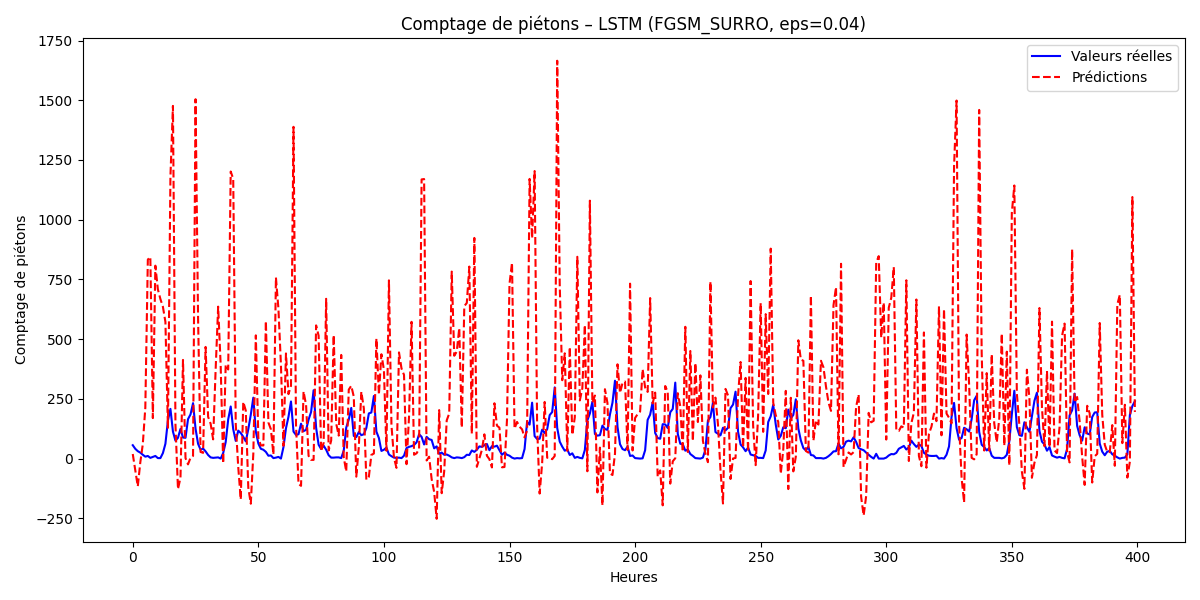 Comptage de piétons – LSTM (FGSM_SURRO, eps=0.04)
1750
1500
1250
1000
750
500
250
0
−250
Comptage de piétons
Valeurs réelles
Prédictions
0 50 100 150 200 250 300 350 400
Heures